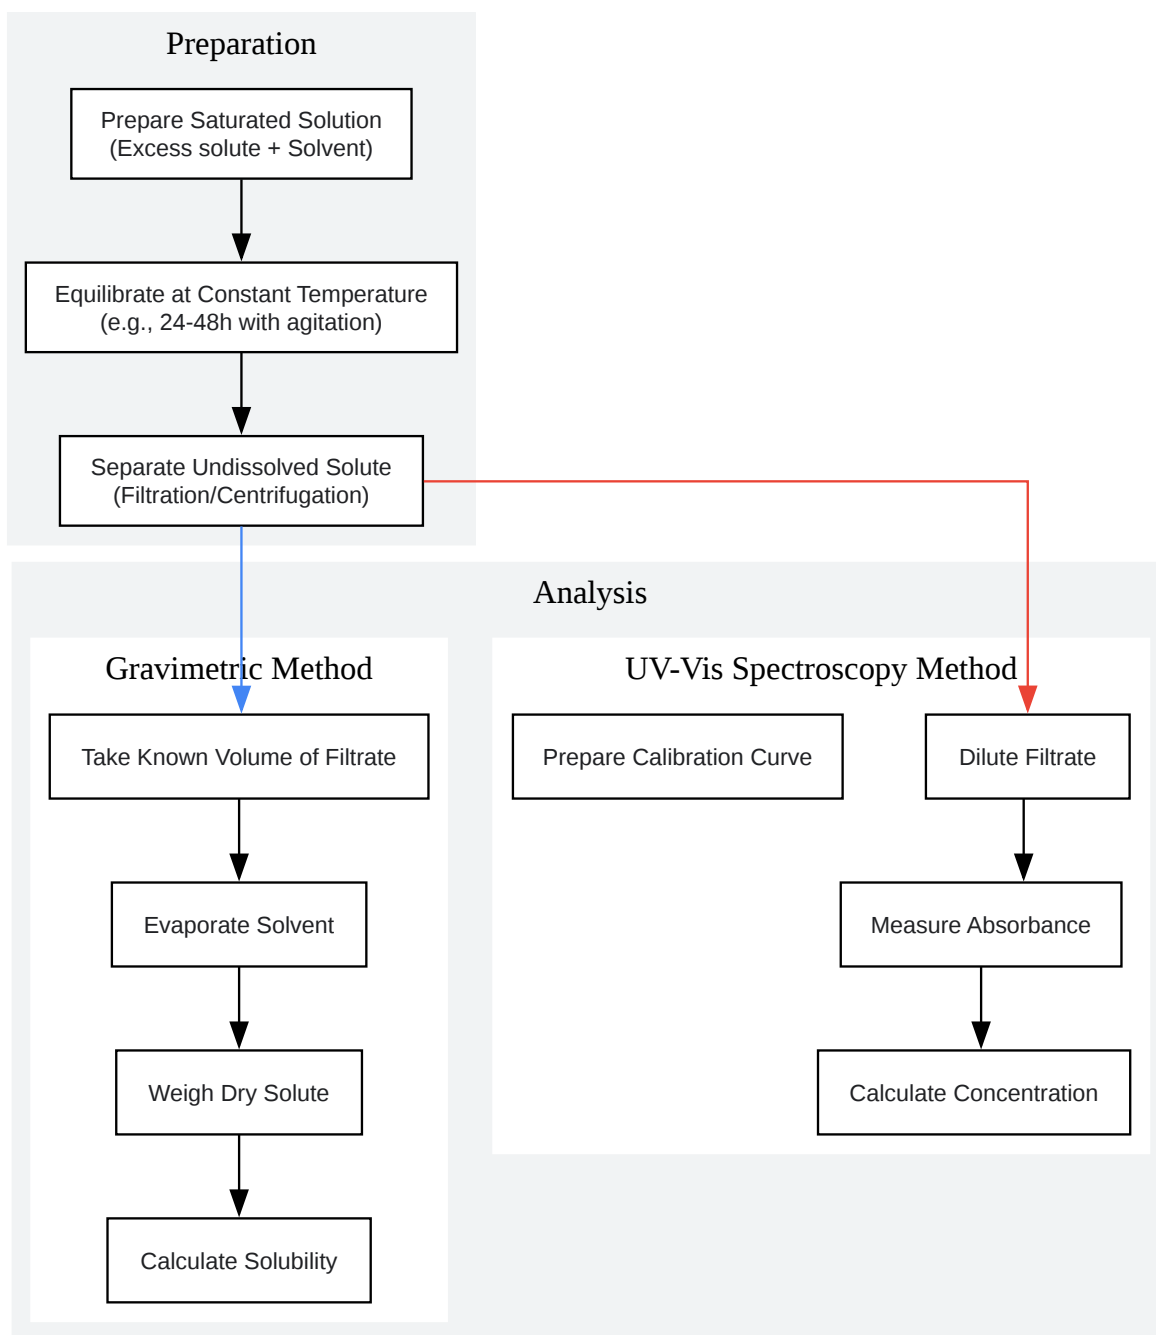 Preparation
Prepare Saturated Solution
(Excess solute + Solvent)
Equilibrate at Constant Temperature
(e.g., 24-48h with agitation)
Separate Undissolved Solute
(Filtration/Centrifugation)
Analysis
Gravimetric Method
Take Known Volume of Filtrate
Evaporate Solvent
Weigh Dry Solute
Calculate Solubility
UV-Vis Spectroscopy Method
Prepare Calibration Curve
Dilute Filtrate
Measure Absorbance
Calculate Concentration